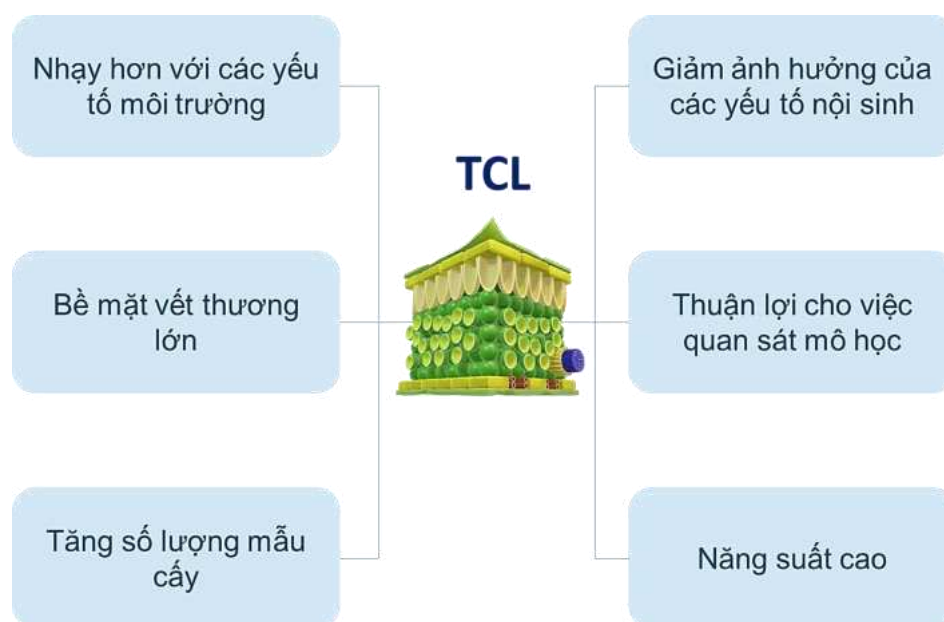 Nhạy hơn với các yếu
tố môi trường
Giảm ảnh hưởng của
các yếu tố nội sinh
TCL
Bề mặt vết thương
lớn
Thuận lợi cho việc
quan sát mô học
Tăng số lượng mẫu
cấy
Năng suất cao